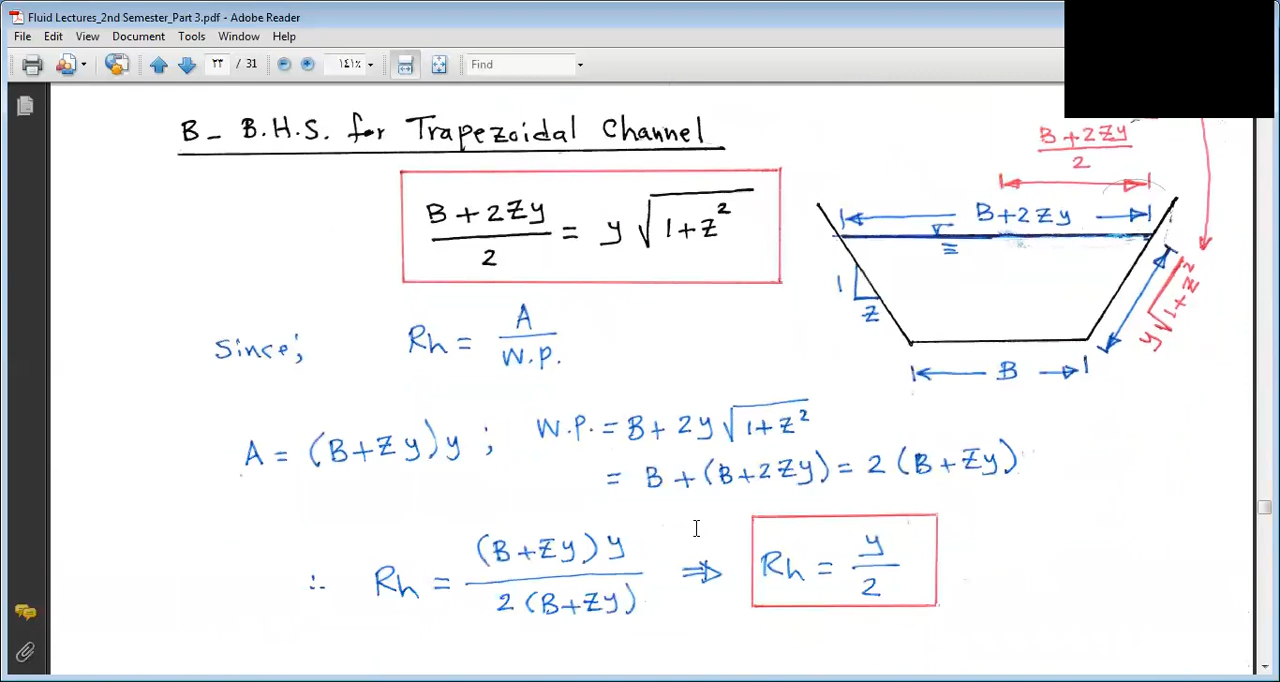 Fluid Lectures_2nd Semester_Part 3.pdf - Adobe Reader
File Edit View Document Tools Window Help
٢٣ / 31 ١٤١٪ Find
B - B.H.S. for Trapezoidal Channel
(B + 2Zy)/2 = y √(1+z²)
(B+2Zy)/2
B+2Zy
1
Z
y√(1+z²)
B
Since; Rh = A/W.P.
A = (B+Zy)y ; W.P. = B + 2y √(1+z²)
= B + (B+2Zy) = 2 (B+Zy)
∴ Rh = (B+Zy)y / 2(B+Zy) ⇒ Rh = y/2